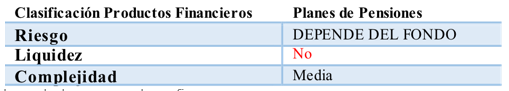 Clasificación Productos Financieros Planes de Pensiones
Riesgo DEPENDE DEL FONDO
Liquidez No
Complejidad Media